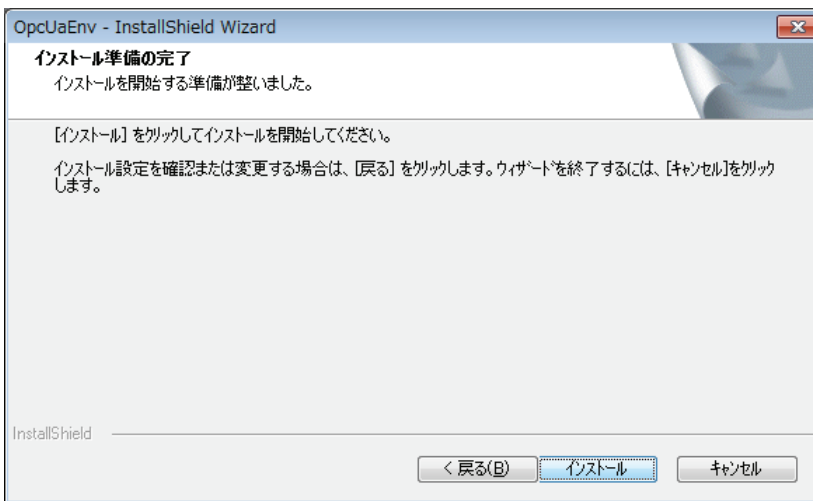 OpcUaEnv - InstallShield Wizard
インストール準備の完了
インストールを開始する準備が整いました。
[インストール] をクリックしてインストールを開始してください。
インストール設定を確認または変更する場合は、[戻る] をクリックします。ウィザードを終了するには、[キャンセル]をクリック
します。
InstallShield
< 戻る(B)
インストール
キャンセル